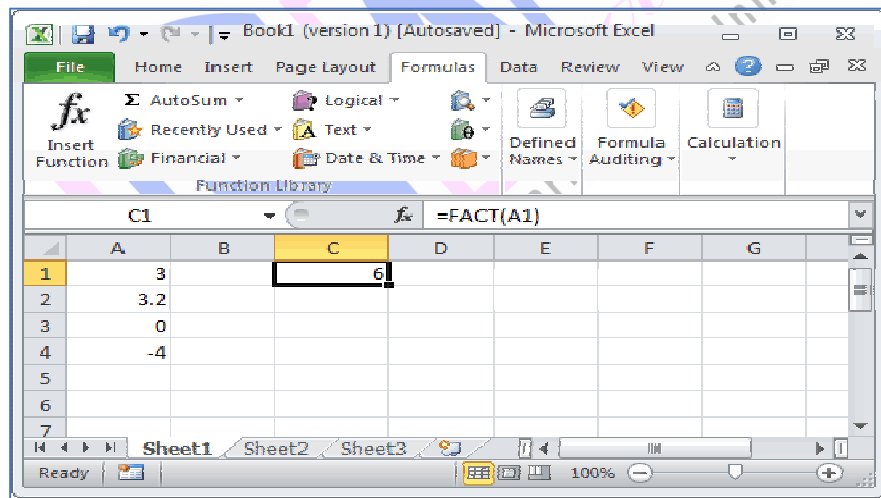 Book1 (version 1) [Autosaved] - Microsoft Excel
File Home Insert Page Layout Formulas Data Review View
fx Insert Function
Σ AutoSum
Recently Used
Financial
Logical
A Text
Date & Time
Defined Names
Formula Auditing
Calculation
Function Library
C1 fx =FACT(A1)
A B C D E F G
1 3 6
2 3.2
3 0
4 -4
5
6
7
Sheet1 Sheet2 Sheet3
Ready 100%